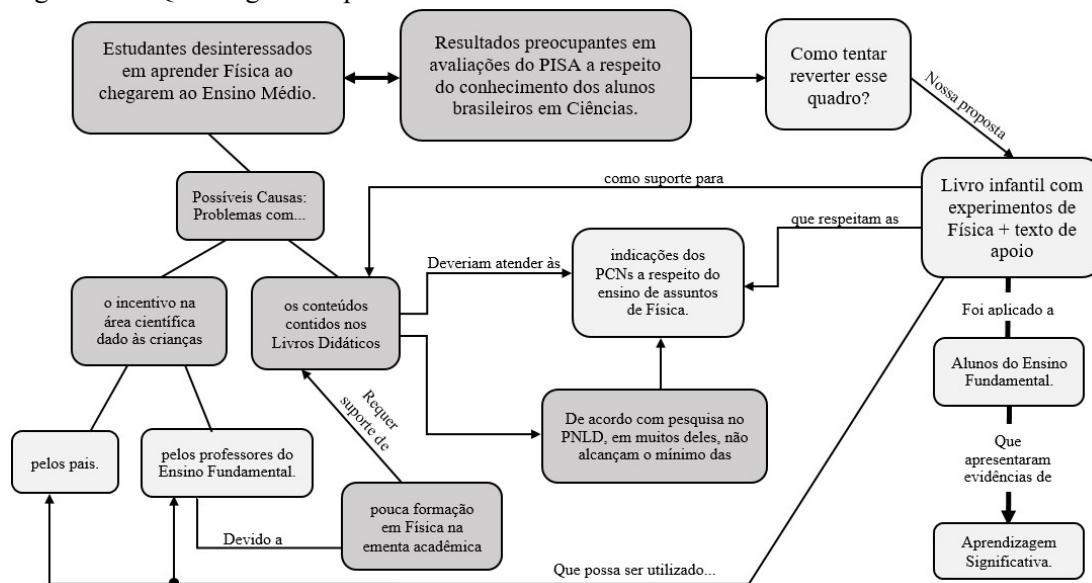 Estudantes desinteressados
em aprender Física ao
chegarem ao Ensino Médio.
Resultados preocupantes em
avaliações do PISA a respeito
do conhecimento dos alunos
brasileiros em Ciências.
Como tentar
reverter esse
quadro?
Nossa proposta
Livro infantil com
experimentos de
Física + texto de
apoio
Possíveis Causas:
Problemas com...
como suporte para
que respeitam as
Deveriam atender às
indicações dos
PCNs a respeito do
ensino de assuntos
de Física.
o incentivo na
área científica
dado às crianças
os conteúdos
contidos nos
Livros Didáticos
Foi aplicado a
Alunos do Ensino
Fundamental.
Requer
suporte de
De acordo com pesquisa no
PNLD, em muitos deles, não
alcançam o mínimo das
Que
apresentaram
evidências de
pelos pais.
pelos professores do
Ensino Fundamental.
pouca formação
em Física na
ementa acadêmica
Devido a
Aprendizagem
Significativa.
Que possa ser utilizado...